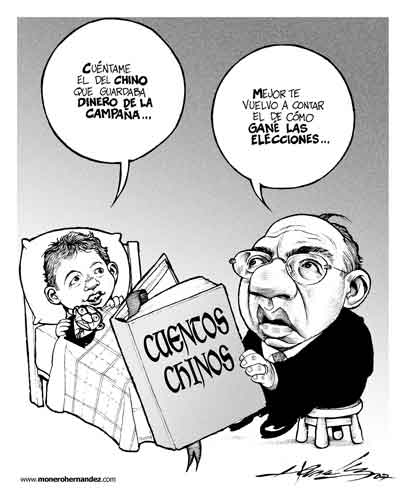 CUÉNTAME
EL DEL CHINO
QUE GUARDABA
DINERO DE LA
CAMPAÑA...
MEJOR TE
VUELVO A CONTAR
EL DE CÓMO
GANÉ LAS
ELECCIONES...
CUENTOS
CHINOS
www.monerohernandez.com